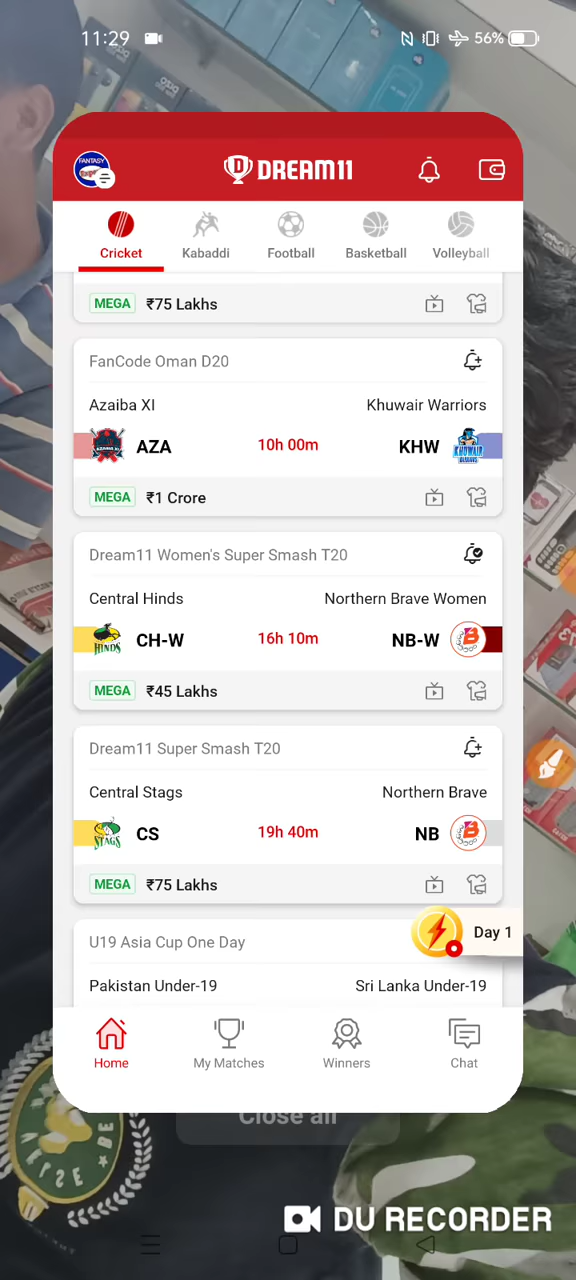 11:29
56%
FANTASY
DREAM11
Cricket
Kabaddi
Football
Basketball
Volleyball
MEGA ₹75 Lakhs
FanCode Oman D20
Azaiba XI
Khuwair Warriors
AZA
10h 00m
KHW
MEGA ₹1 Crore
Dream11 Women's Super Smash T20
Central Hinds
Northern Brave Women
HINDS
CH-W
16h 10m
NB-W
MEGA ₹45 Lakhs
Dream11 Super Smash T20
Central Stags
Northern Brave
STAGS
CS
19h 40m
NB
MEGA ₹75 Lakhs
U19 Asia Cup One Day
Day 1
Pakistan Under-19
Sri Lanka Under-19
Home
My Matches
Winners
Chat
Close all
DU RECORDER